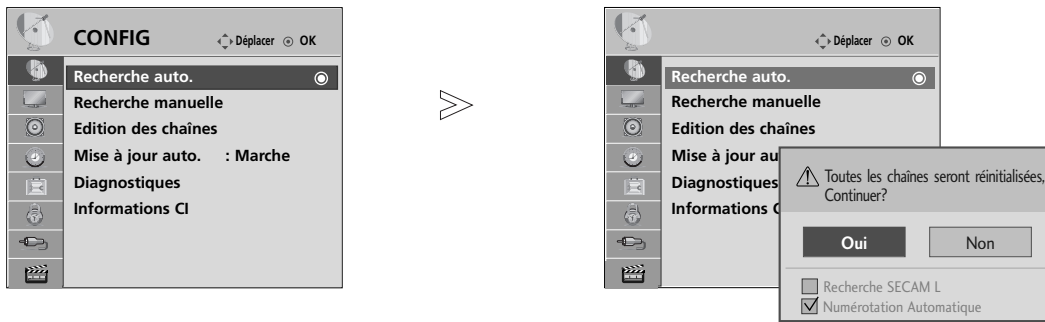 CONFIG Déplacer OK
Recherche auto.
Recherche manuelle
Edition des chaînes
Mise à jour auto. : Marche
Diagnostiques
Informations CI
Déplacer OK
Recherche auto.
Recherche manuelle
Edition des chaînes
Mise à jour au
Diagnostiques
Informations C
Toutes les chaînes seront réinitialisées,
Continuer?
Oui Non
Recherche SECAM L
Numérotation Automatique